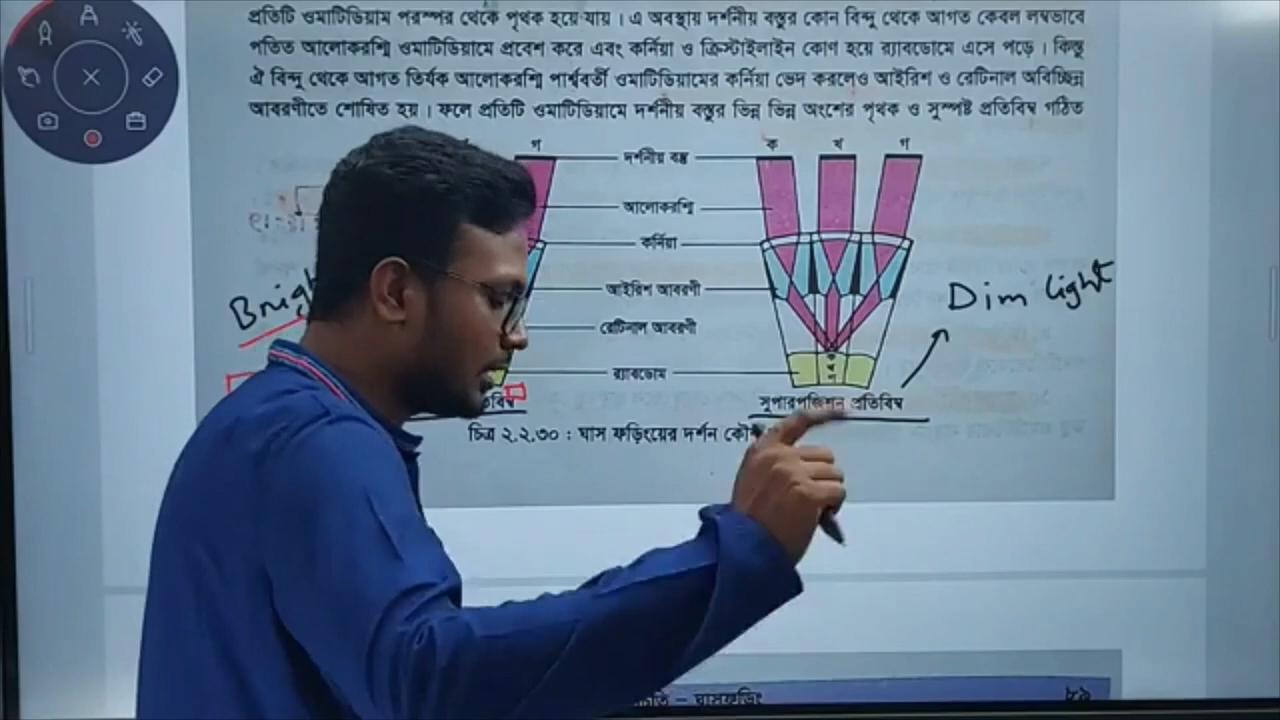 প্রতিটি ওমাটিডিয়াম পরস্পর থেকে পৃথক হয়ে যায় । এ অবস্থায় দর্শনীয় বস্তুর কোন বিন্দু থেকে আগত কেবল লম্বভাবে
পতিত আলোকরশ্মি ওমাটিডিয়ামে প্রবেশ করে এবং কর্নিয়া ও ক্রিস্টাইলাইন কোণ হয়ে র‍্যাবডোমে এসে পড়ে । কিন্তু
ঐ বিন্দু থেকে আগত তির্যক আলোকরশ্মি পার্শ্ববর্তী ওমাটিডিয়ামের কর্নিয়া ভেদ করলেও আইরিশ ও রেটিনাল অবিচ্ছিন্ন
আবরণীতে শোষিত হয় । ফলে প্রতিটি ওমাটিডিয়ামে দর্শনীয় বস্তুর ভিন্ন ভিন্ন অংশের পৃথক ও সুস্পষ্ট প্রতিবিম্ব গঠিত
গ ক খ গ
দর্শনীয় বস্তু
আলোকরশ্মি
কর্নিয়া
আইরিশ আবরণী
Dim light
রেটিনাল আবরণী
র‍্যাবডোম
ক
খ
গ
সুপারপজিশন প্রতিবিম্ব
চিত্র ২.২.৩০ : ঘাস ফড়িংয়ের দর্শন
– ঘাসফড়িং ৮৯